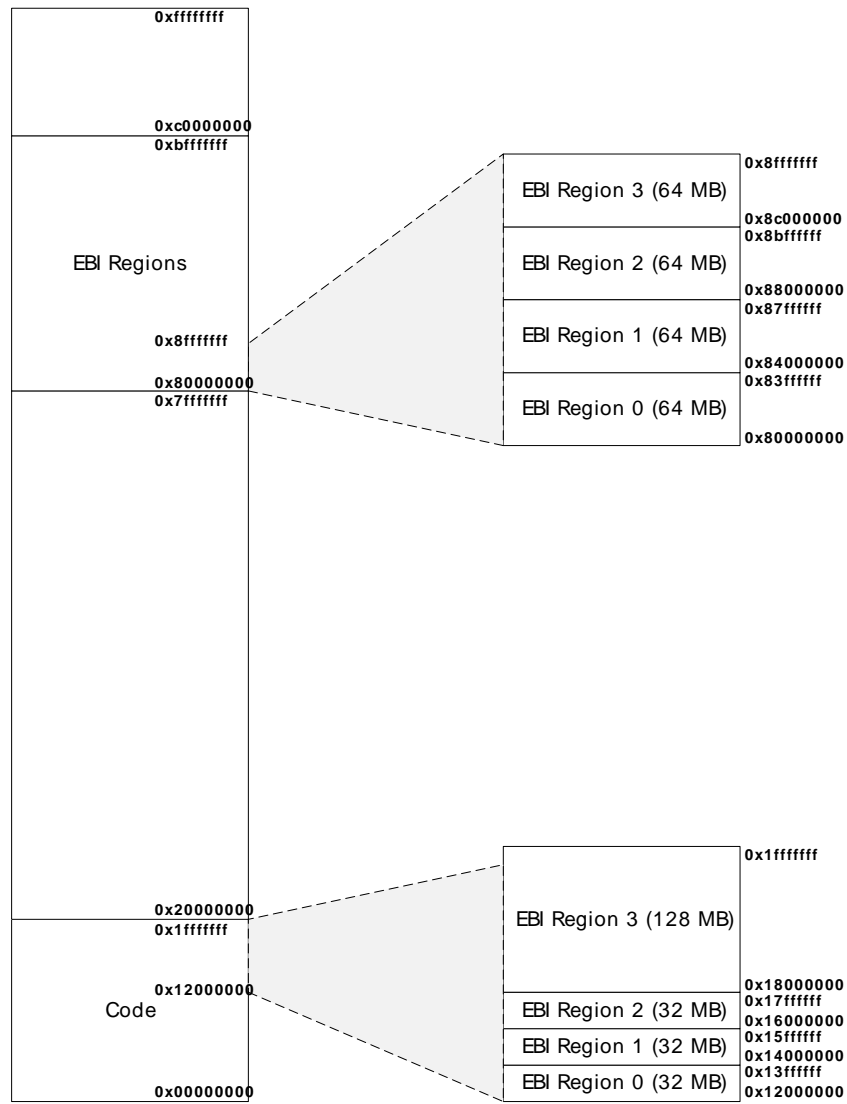 0xffffffff
0xc0000000
0xbfffffff
EBI Regions
0x8fffffff
0x80000000
0x7fffffff
0x20000000
0x1fffffff
0x12000000
Code
0x00000000
EBI Region 3 (64 MB)
0x8fffffff
0x8c000000
0x8bffffff
EBI Region 2 (64 MB)
0x88000000
0x87ffffff
EBI Region 1 (64 MB)
0x84000000
0x83ffffff
EBI Region 0 (64 MB)
0x80000000
0x1fffffff
EBI Region 3 (128 MB)
0x18000000
0x17ffffff
EBI Region 2 (32 MB)
0x16000000
0x15ffffff
EBI Region 1 (32 MB)
0x14000000
0x13ffffff
EBI Region 0 (32 MB)
0x12000000